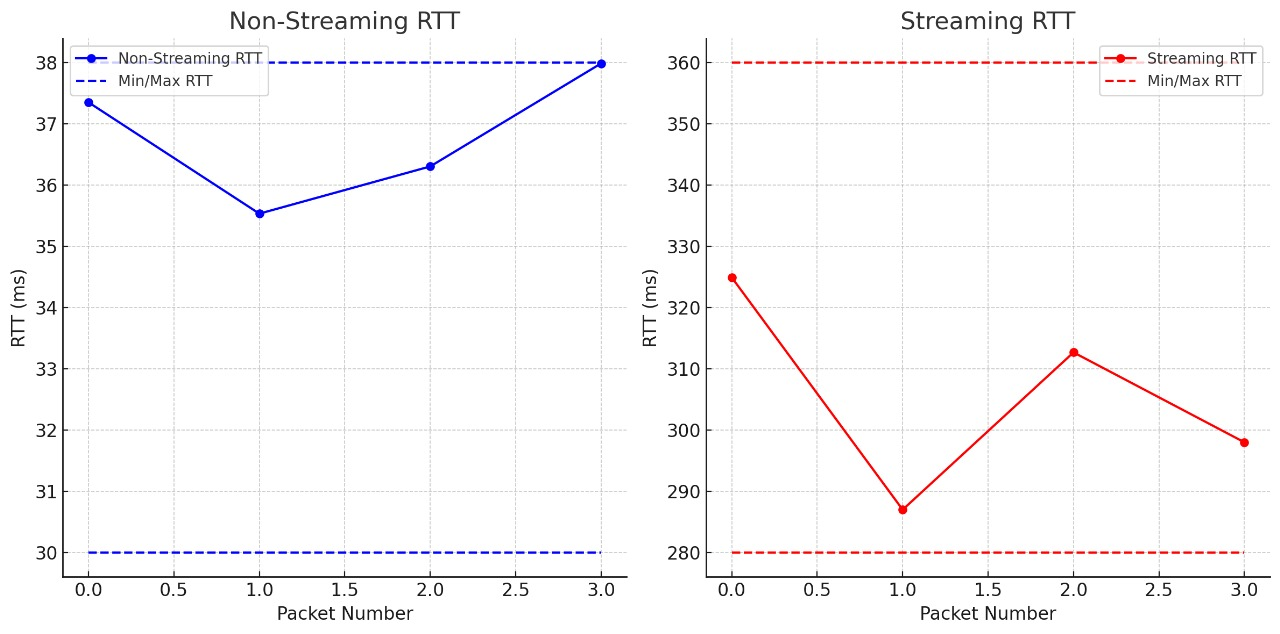 Non-Streaming RTT
Non-Streaming RTT
Min/Max RTT
38
37
36
35
34
33
32
31
30
RTT (ms)
0.0 0.5 1.0 1.5 2.0 2.5 3.0
Packet Number
Streaming RTT
Streaming RTT
Min/Max RTT
360
350
340
330
320
310
300
290
280
RTT (ms)
0.0 0.5 1.0 1.5 2.0 2.5 3.0
Packet Number